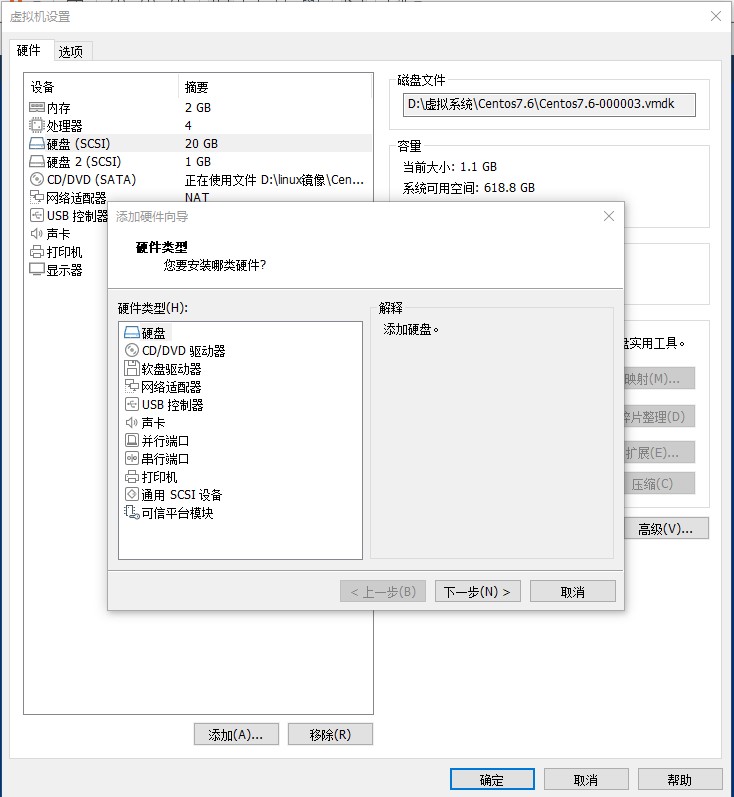 虚拟机设置
硬件 选项
设备 摘要
内存 2 GB
处理器 4
硬盘 (SCSI) 20 GB
硬盘 2 (SCSI) 1 GB
CD/DVD (SATA) 正在使用文件 D:\linux镜像\Cen...
网络适配器 NAT
USB 控制器
声卡
打印机
显示器
磁盘文件
D:\虚拟系统\Centos7.6\Centos7.6-000003.vmdk
容量
当前大小: 1.1 GB
系统可用空间: 618.8 GB
盘实用工具。
映射(M)...
碎片整理(D)
扩展(E)...
压缩(C)
高级(V)...
添加硬件向导
硬件类型
您要安装哪类硬件?
硬件类型(H):
硬盘
CD/DVD 驱动器
软盘驱动器
网络适配器
USB 控制器
声卡
并行端口
串行端口
打印机
通用 SCSI 设备
可信平台模块
解释
添加硬盘。
< 上一步(B) 下一步(N) > 取消
添加(A)... 移除(R)
确定 取消 帮助